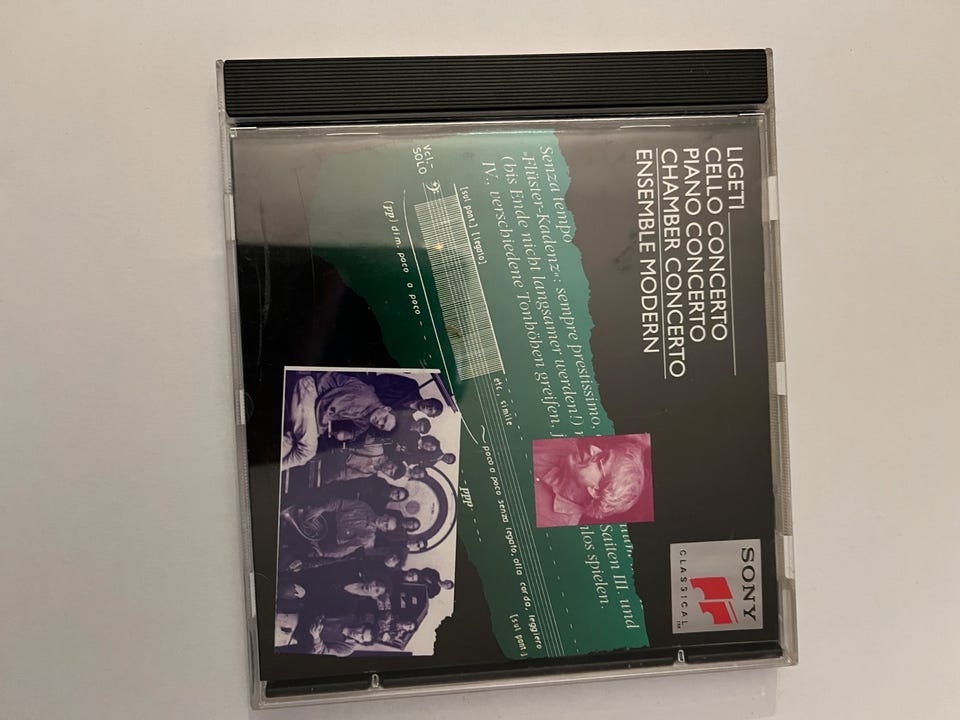 LIGETI
CELLO CONCERTO
PIANO CONCERTO
CHAMBER CONCERTO
ENSEMBLE MODERN
SONY
CLASSICAL
Senza tempo
"Flüster-Kadenz": sempre prestissimo,
(bis Ende nicht langsamer werden!)
IV., verschiedene Tonhöhen greifen,
Saiten III. und
los spielen.
Vcl.
SOLO
[sul pont.] [legato]
etc. simile
(pp) dim. poco a poco
poco a poco senza legato, alla corda, leggiero
[sul pont.]
ppp